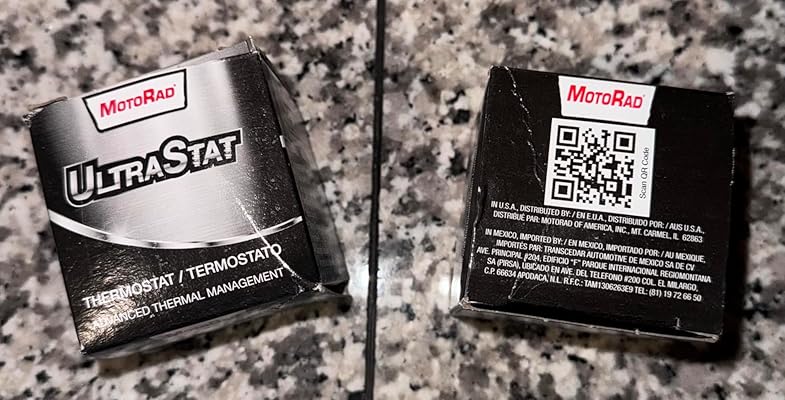 MOTORAD
ULTRASTAT
THERMOSTAT / TERMOSTATO
ADVANCED THERMAL MANAGEMENT
MOTORAD
Scan QR Code
IN U.S.A., DISTRIBUTED BY: / EN E.U.A., DISTRIBUIDO POR: / AUS U.S.A.,
DISTRIBUÉ PAR: MOTORAD OF AMERICA, INC., MT. CARMEL, IL 62863
IN MEXICO, IMPORTED BY: / EN MEXICO, IMPORTADO POR: / AU MEXIQUE,
IMPORTÉS PAR: TRANSCEDAR AUTOMOTIVE DE MEXICO SA DE CV
AVE. PRINCIPAL #204, EDIFICIO "F" PARQUE INTERNACIONAL REGIOMONTANA
SA (PIRSA), UBICADO EN AVE. DEL TELEFONO #200 COL. EL MILARGO,
C.P. 66634 APODACA, N.L. R.F.C.: TAM1306263E9 TEL: (81) 19 72 66 50